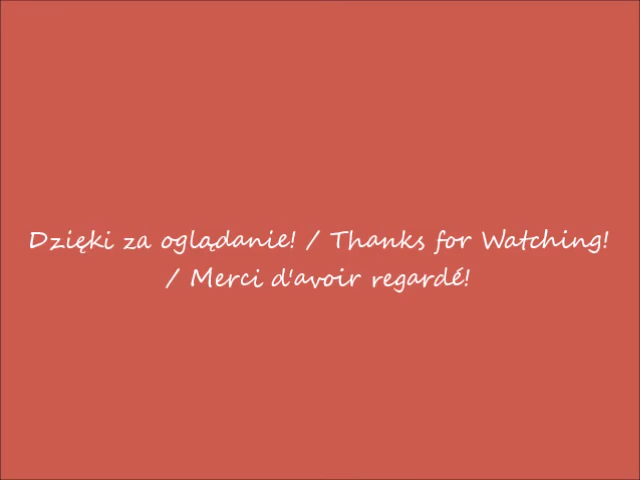 Dzięki za oglądanie! / Thanks for Watching!
/ Merci d'avoir regardé!